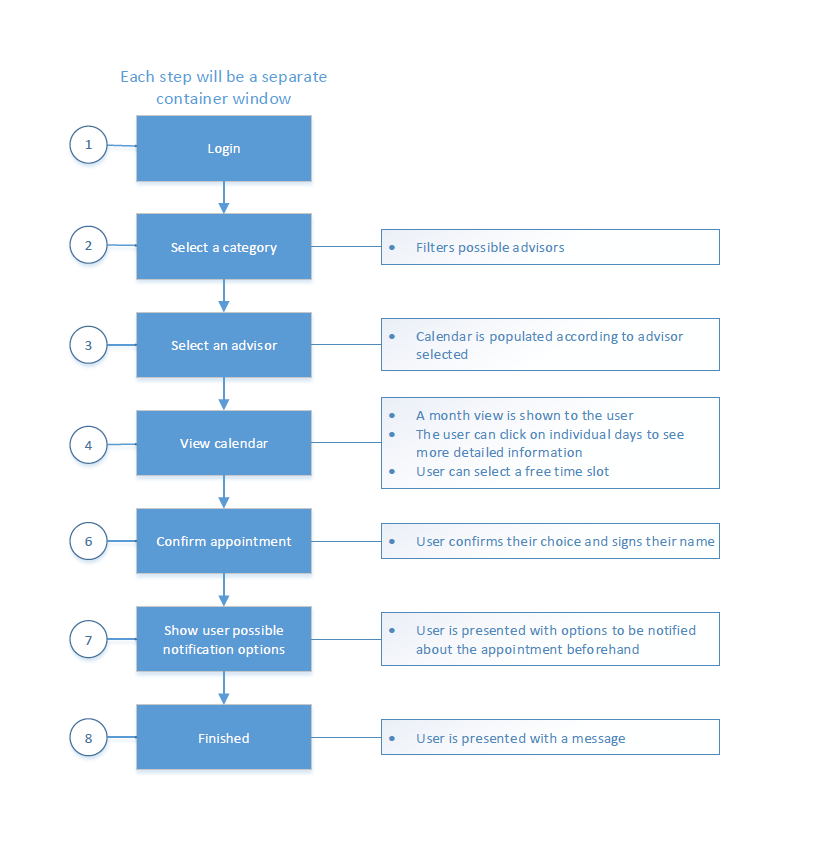 Each step will be a separate
container window
1
Login
2
Select a category
• Filters possible advisors
3
Select an advisor
• Calendar is populated according to advisor
selected
4
View calendar
• A month view is shown to the user
• The user can click on individual days to see
more detailed information
• User can select a free time slot
6
Confirm appointment
• User confirms their choice and signs their name
7
Show user possible
notification options
• User is presented with options to be notified
about the appointment beforehand
8
Finished
• User is presented with a message